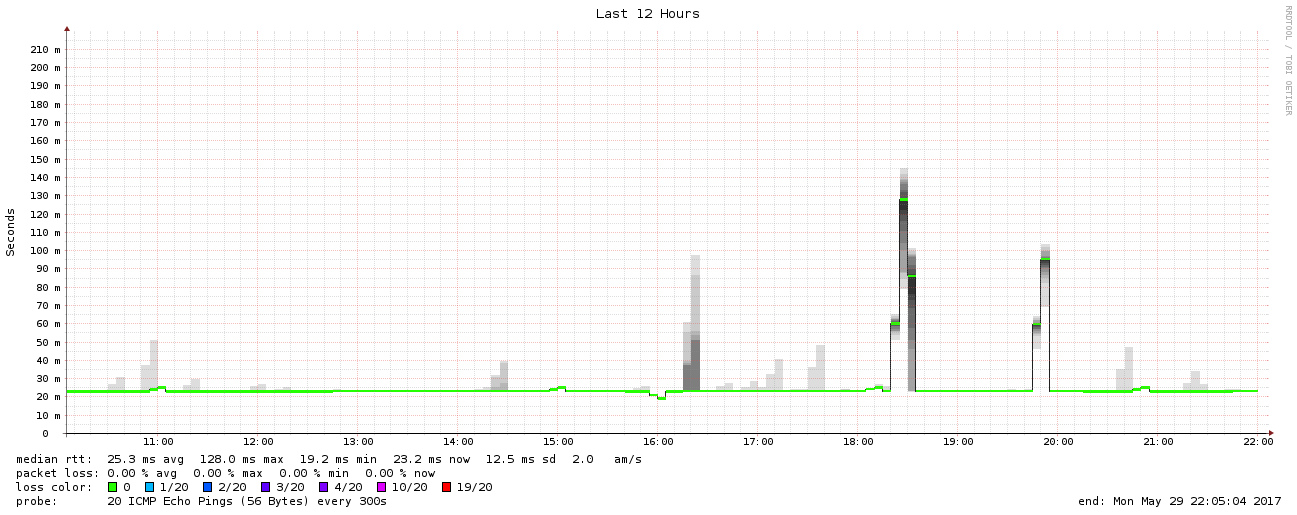 Last 12 Hours
RRDTOOL / TOBI OETIKER
Seconds
210 m
200 m
190 m
180 m
170 m
160 m
150 m
140 m
130 m
120 m
110 m
100 m
90 m
80 m
70 m
60 m
50 m
40 m
30 m
20 m
10 m
0
11:00 12:00 13:00 14:00 15:00 16:00 17:00 18:00 19:00 20:00 21:00 22:00
median rtt: 25.3 ms avg 128.0 ms max 19.2 ms min 23.2 ms now 12.5 ms sd 2.0 am/s
packet loss: 0.00 % avg 0.00 % max 0.00 % min 0.00 % now
loss color: 0 1/20 2/20 3/20 4/20 10/20 19/20
probe: 20 ICMP Echo Pings (56 Bytes) every 300s end: Mon May 29 22:05:04 2017